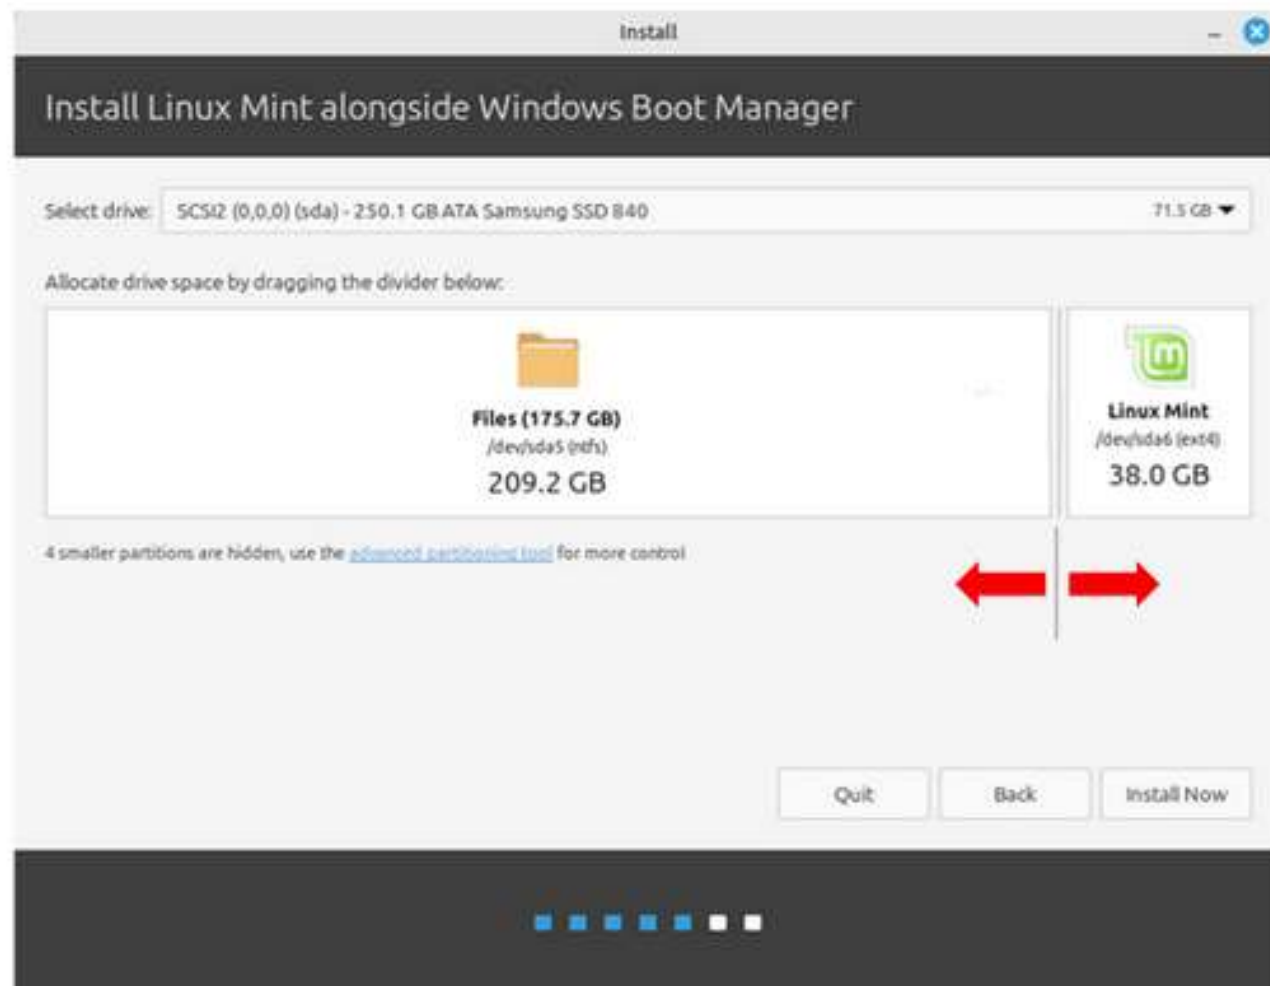 Install
Install Linux Mint alongside Windows Boot Manager
Select drive: SCSI2 (0,0,0) (sda) - 250.1 GB ATA Samsung SSD 840 71.5 GB
Allocate drive space by dragging the divider below:
Files (175.7 GB)
/dev/sda5 (ntfs)
209.2 GB
Linux Mint
/dev/sda6 (ext4)
38.0 GB
4 smaller partitions are hidden, use the advanced partitioning tool for more control
Quit Back Install Now